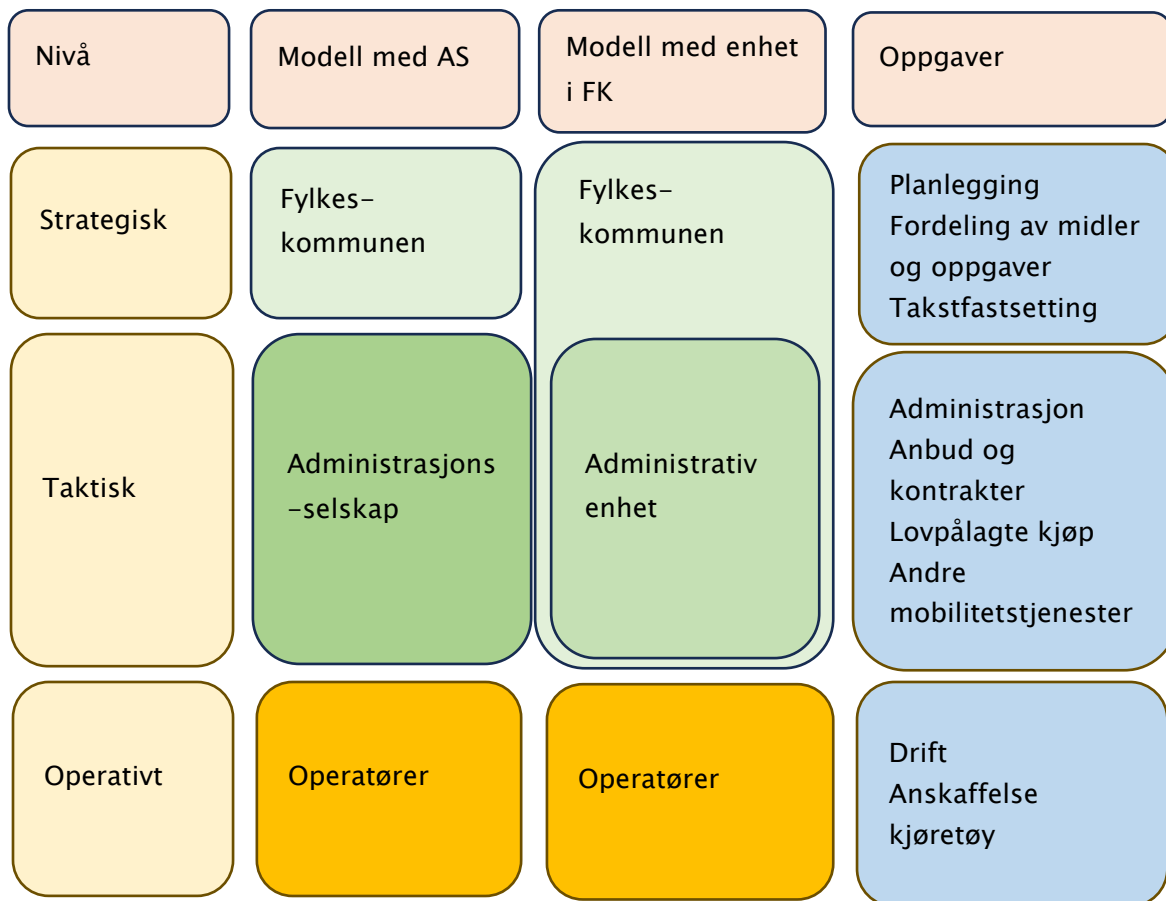 Nivå
Modell med AS
Modell med enhet
i FK
Oppgaver
Strategisk
Fylkes-
kommunen
Fylkes-
kommunen
Planlegging
Fordeling av midler
og oppgaver
Takstfastsetting
Taktisk
Administrasjons
-selskap
Administrativ
enhet
Administrasjon
Anbud og
kontrakter
Lovpålagte kjøp
Andre
mobilitetstjenester
Operativt
Operatører
Operatører
Drift
Anskaffelse
kjøretøy